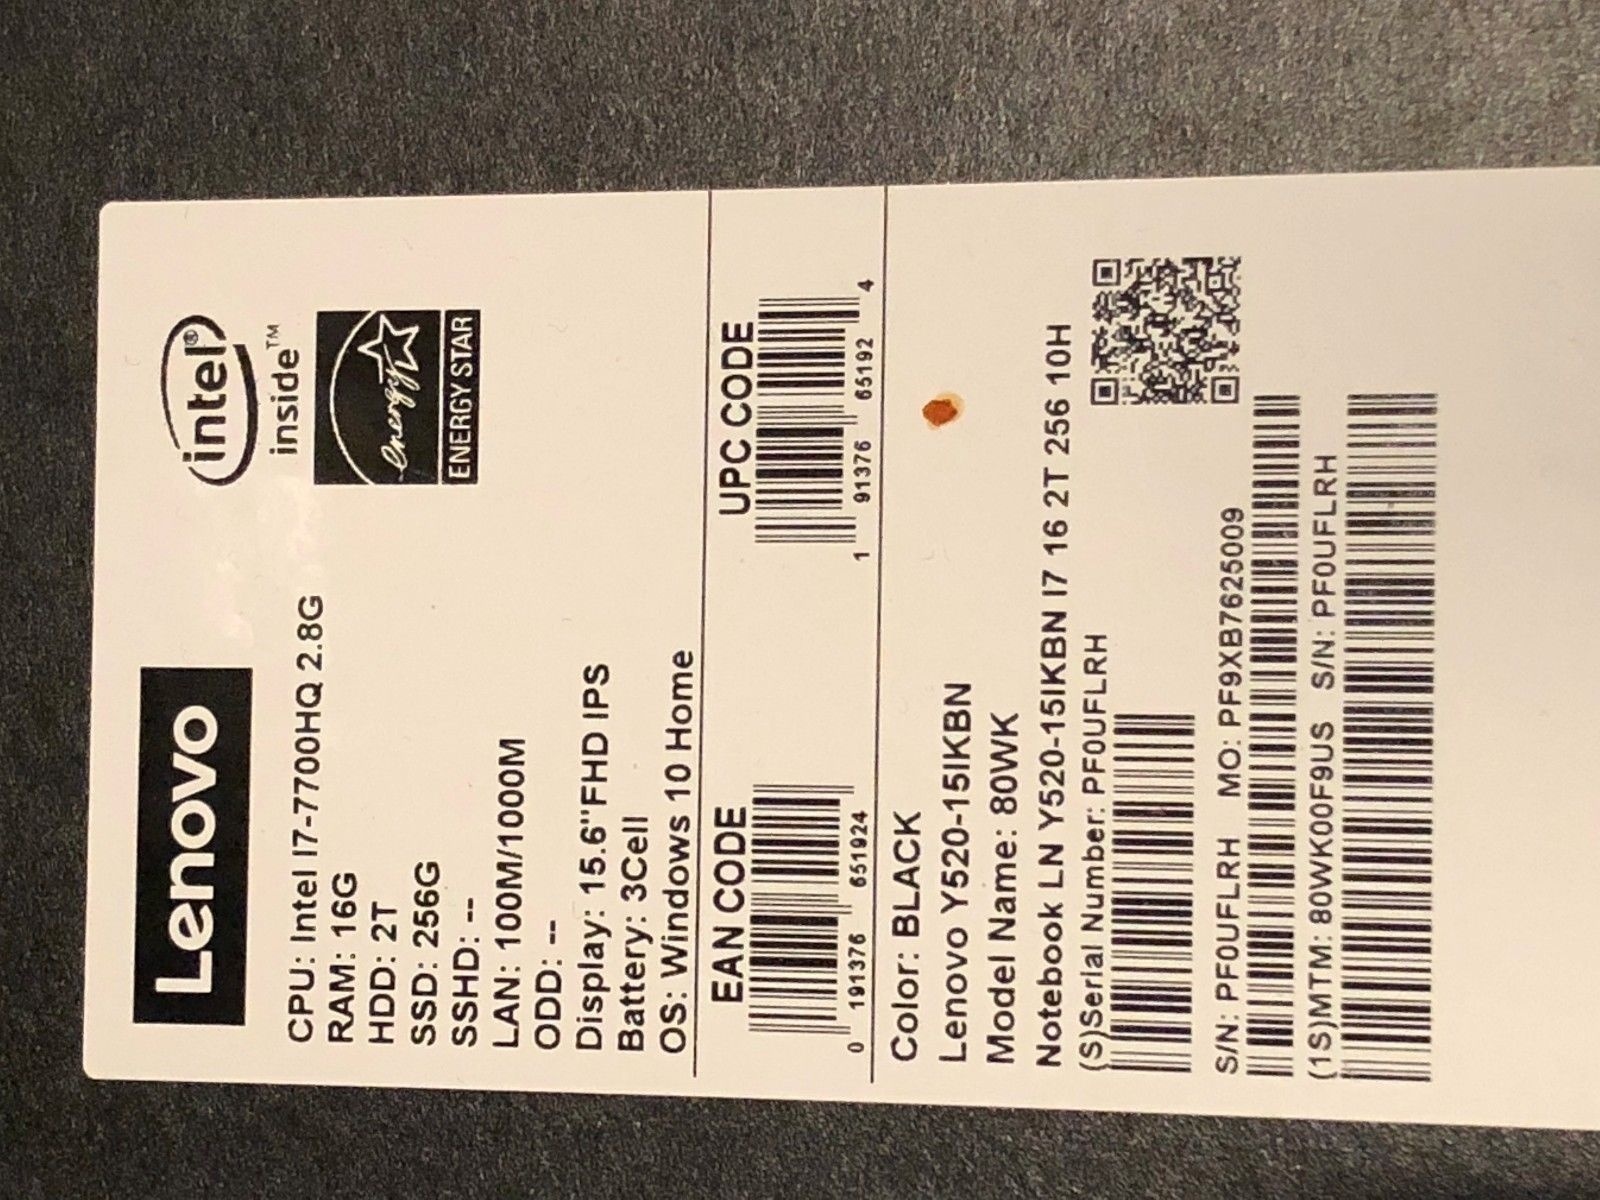 Lenovo
intel®
inside™
energy
ENERGY STAR
CPU: Intel I7-7700HQ 2.8G
RAM: 16G
HDD: 2T
SSD: 256G
SSHD: --
LAN: 100M/1000M
ODD: --
Display: 15.6"FHD IPS
Battery: 3Cell
OS: Windows 10 Home
EAN CODE
0 191376 651924
UPC CODE
1 91376 65192 4
Color: BLACK
Lenovo Y520-15IKBN
Model Name: 80WK
Notebook LN Y520-15IKBN I7 16 2T 256 10H
(S)Serial Number: PF0UFLRH
S/N: PF0UFLRH MO: PF9XB7625009
(1S)MTM: 80WK00F9US S/N: PF0UFLRH